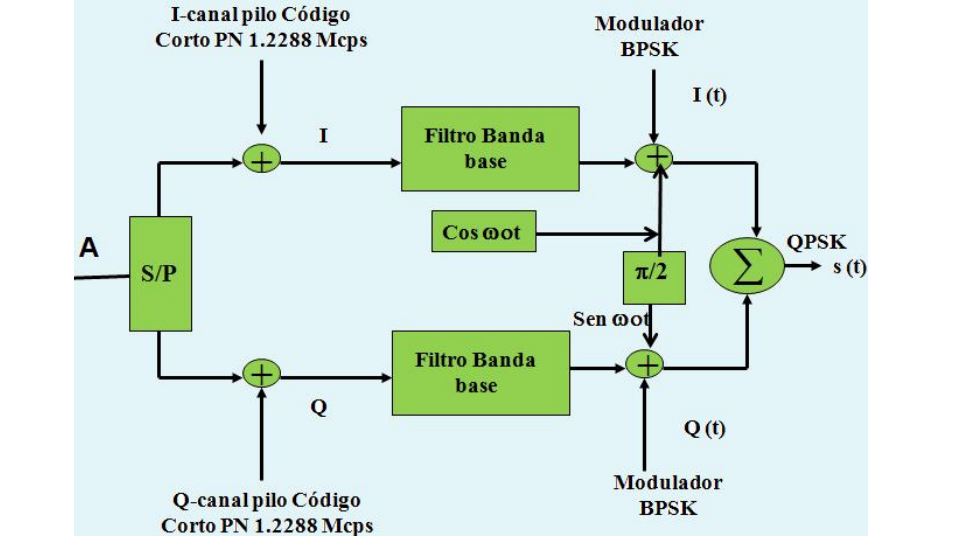 I-canal pilo Código
Corto PN 1.2288 Mcps
Modulador
BPSK
I (t)
I
Filtro Banda
base
+
+
Cos ωot
A
S/P
π/2
QPSK
∑
s (t)
Sen ωot
Filtro Banda
base
+
+
Q
Q (t)
Modulador
BPSK
Q-canal pilo Código
Corto PN 1.2288 Mcps